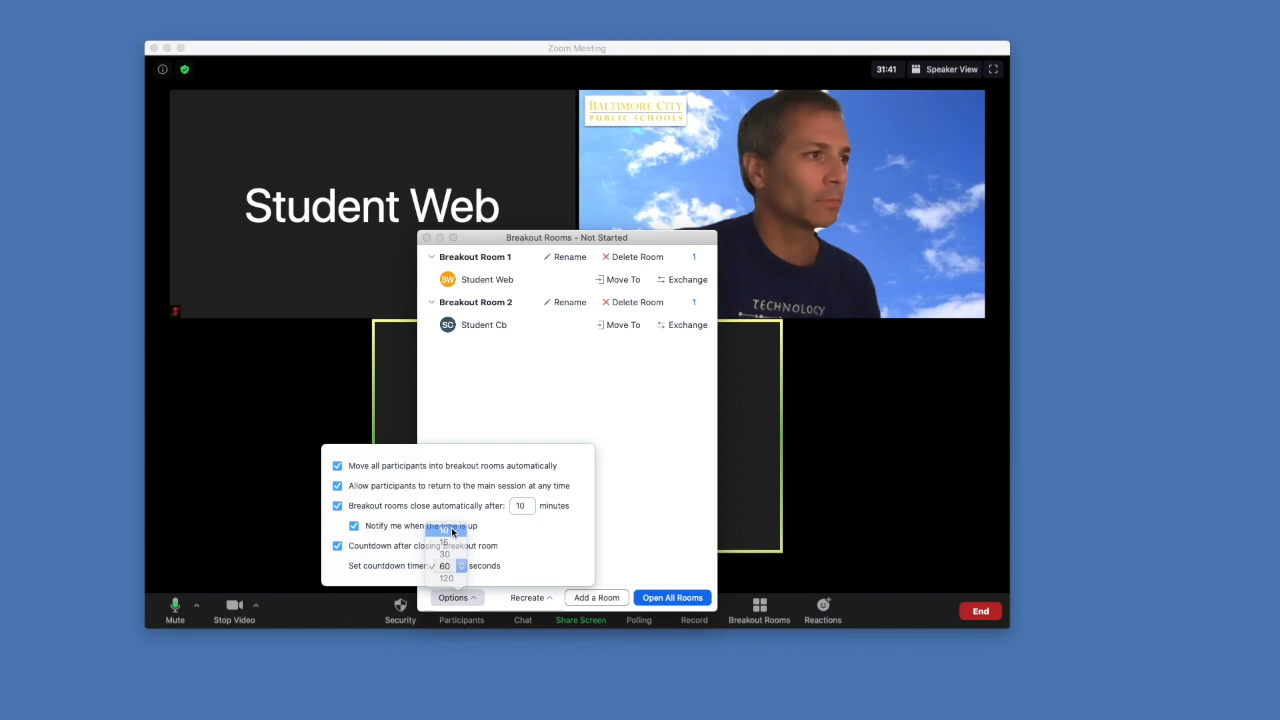 Zoom Meeting
31:41
Speaker View
BALTIMORE CITY
PUBLIC SCHOOLS
Student Web
TECHNOLOGY
Breakout Rooms - Not Started
Breakout Room 1 Rename Delete Room 1
SW Student Web Move To Exchange
Breakout Room 2 Rename Delete Room 1
SC Student Cb Move To Exchange
Move all participants into breakout rooms automatically
Allow participants to return to the main session at any time
Breakout rooms close automatically after: 10 minutes
Notify me when the time is up
10
Countdown after closing breakout room
15
30
Set countdown timer: ✓ 60 seconds
120
Options Recreate Add a Room Open All Rooms
Mute Stop Video Security Participants Chat Share Screen Polling Record Breakout Rooms Reactions End